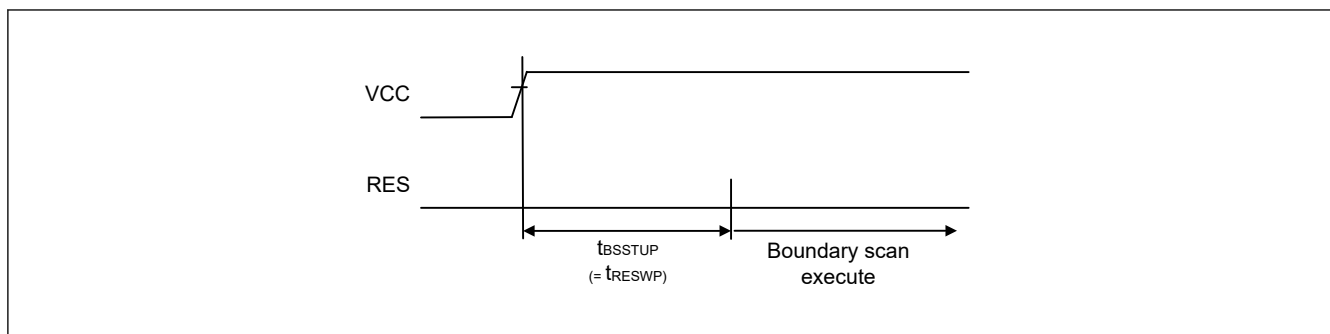 VCC
RES
tBSSTUP
(= tRESWP)
Boundary scan
execute